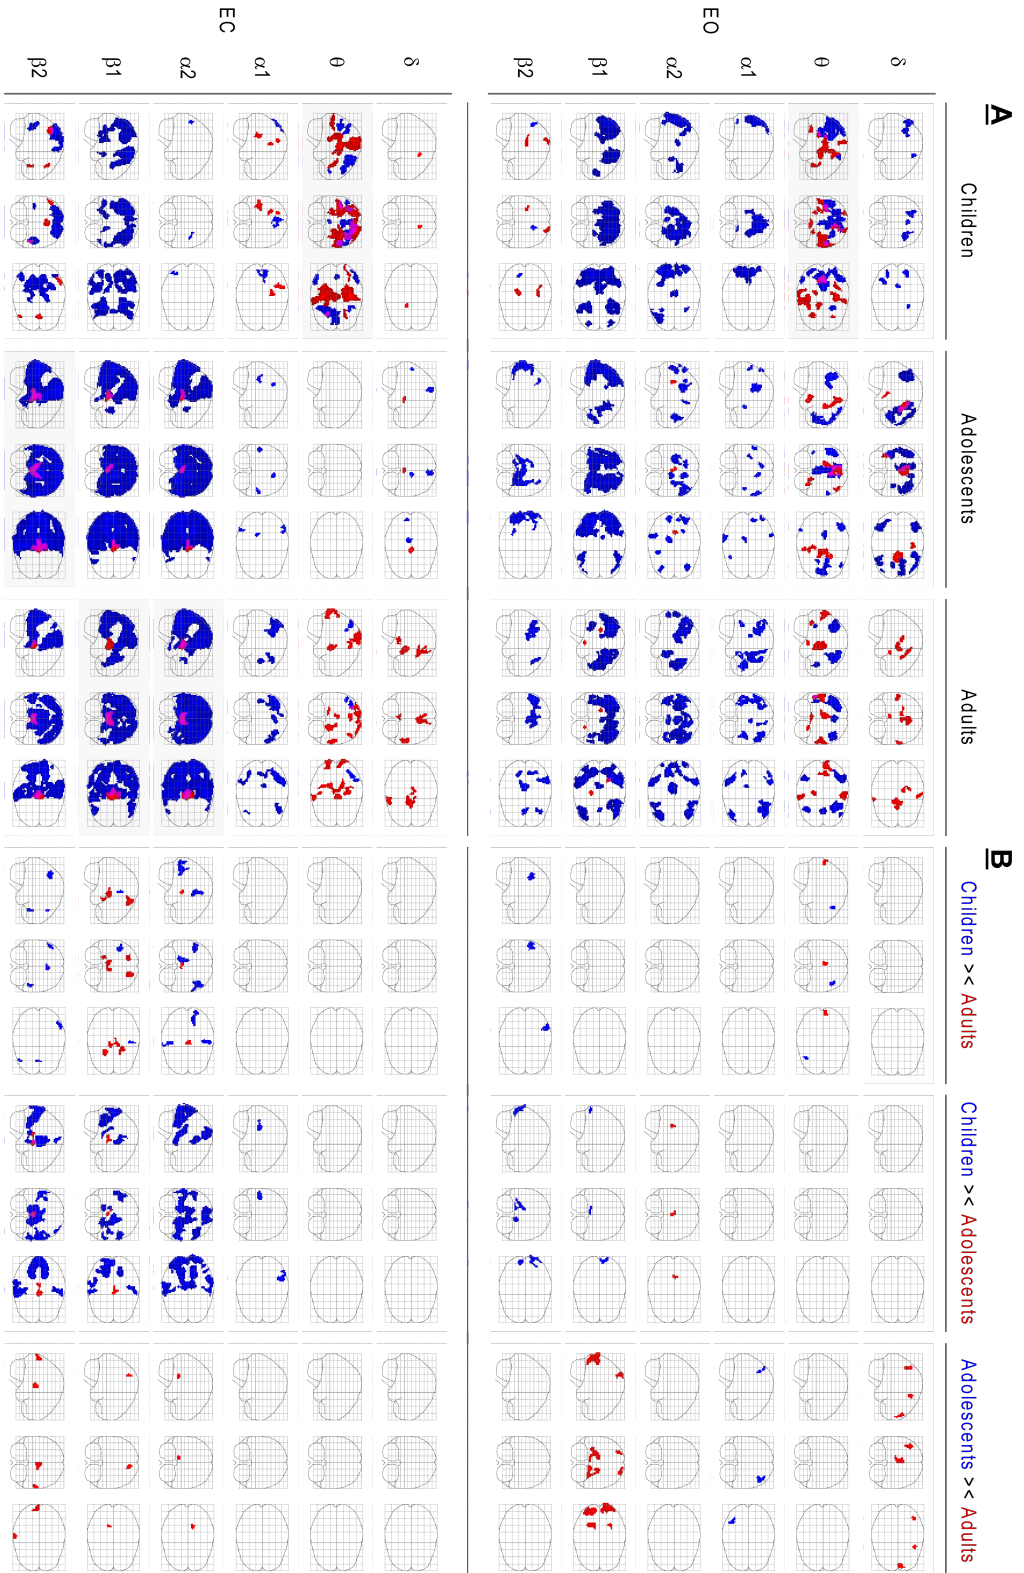 A
Children
Adolescents
Adults
B
Children >< Adults
Children >< Adolescents
Adolescents >< Adults
EO
δ
θ
α1
α2
β1
β2
EC
δ
θ
α1
α2
β1
β2